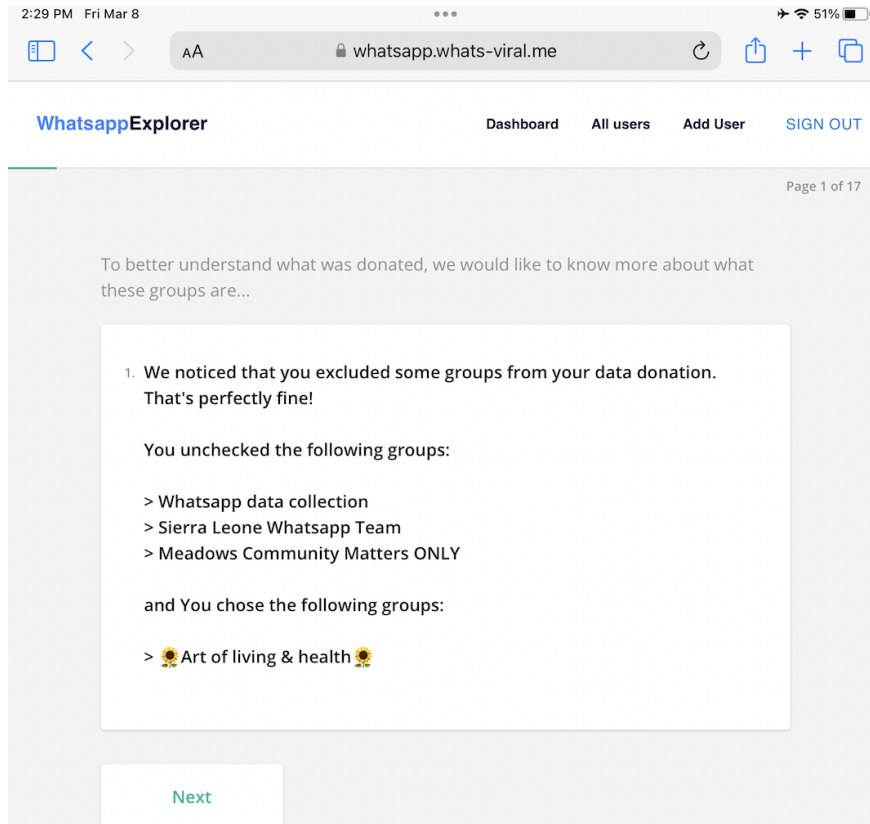 2:29 PM Fri Mar 8
51%
AA
whatsapp.whats-viral.me
WhatsappExplorer
Dashboard
All users
Add User
SIGN OUT
Page 1 of 17
To better understand what was donated, we would like to know more about what
these groups are...
1. We noticed that you excluded some groups from your data donation.
That's perfectly fine!
You unchecked the following groups:
> Whatsapp data collection
> Sierra Leone Whatsapp Team
> Meadows Community Matters ONLY
and You chose the following groups:
> 🌻Art of living & health🌻
Next